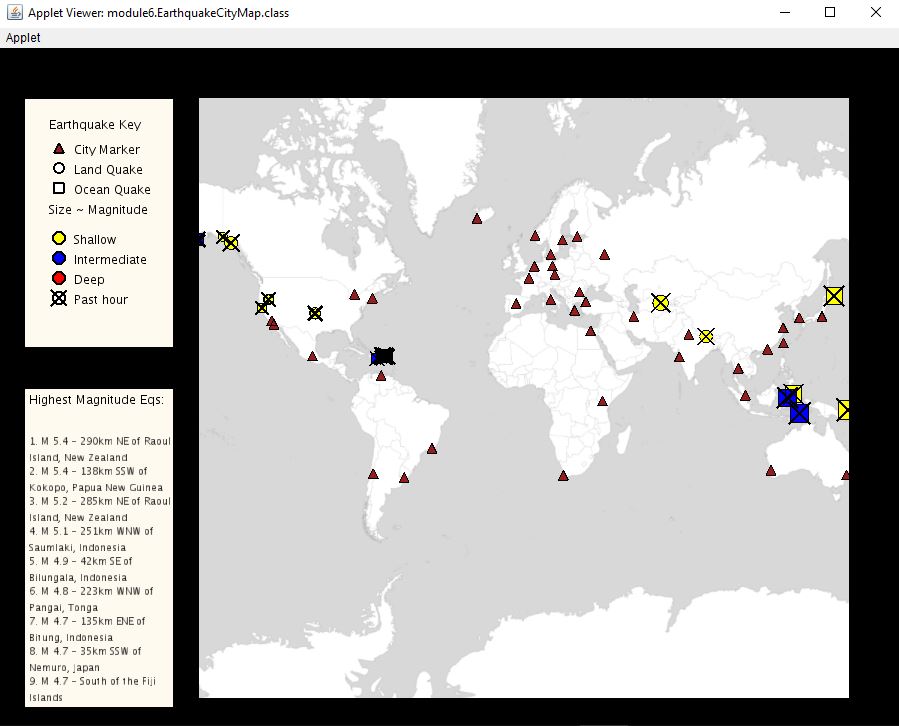 Applet Viewer: module6.EarthquakeCityMap.class
Applet
Earthquake Key
City Marker
Land Quake
Ocean Quake
Size ~ Magnitude
Shallow
Intermediate
Deep
Past hour
Highest Magnitude Eqs:
1. M 5.4 - 290km NE of Raoul
Island, New Zealand
2. M 5.4 - 138km SSW of
Kokopo, Papua New Guinea
3. M 5.2 - 285km NE of Raoul
Island, New Zealand
4. M 5.1 - 251km WNW of
Saumlaki, Indonesia
5. M 4.9 - 42km SE of
Bilungala, Indonesia
6. M 4.8 - 223km WNW of
Pangai, Tonga
7. M 4.7 - 135km ENE of
Bitung, Indonesia
8. M 4.7 - 35km SSW of
Nemuro, Japan
9. M 4.7 - South of the Fiji
Islands